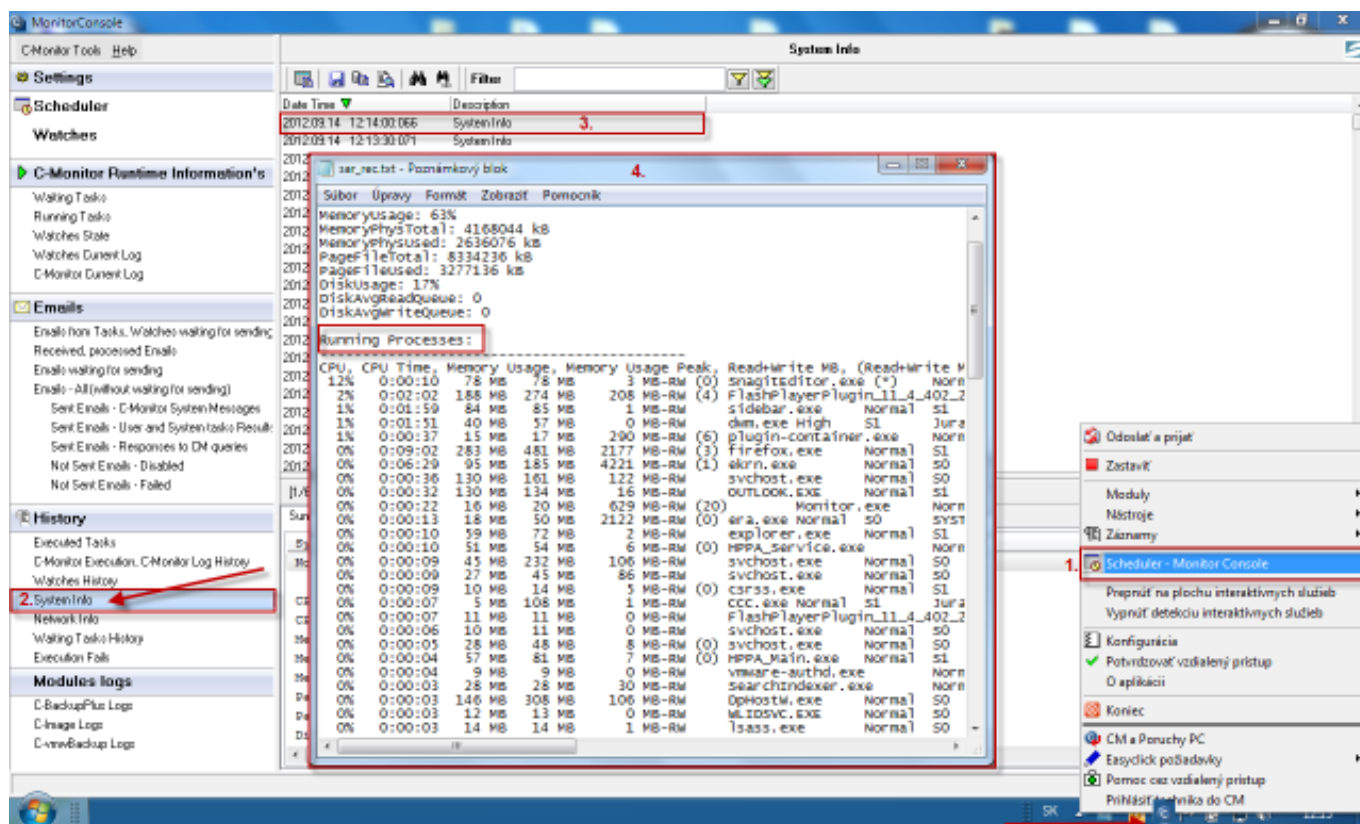 MonitorConsole
C-Monitor Tools Help
System Info
Settings
Scheduler
Watches
C-Monitor Runtime Information's
Waiting Tasks
Running Tasks
Watches State
Watches Current Log
C-Monitor Current Log
Emails
Emails from Tasks, Watches waiting for sending
Received, processed Emails
Emails waiting for sending
Emails - All (without waiting for sending)
Sent Emails - C-Monitor System Messages
Sent Emails - User and System tasks Results
Sent Emails - Responses to CM queries
Not Sent Emails - Disabled
Not Sent Emails - Failed
History
Executed Tasks
C-Monitor Execution, C-Monitor Log History
Watches History
2. System Info
Network Info
Waiting Tasks History
Execution Fails
Modules logs
C-BackupPlus Logs
C-Image Logs
C-vmwBackup Logs
Filter
Date Time Description
2012.09.14 12:14:00:066 System Info 3.
2012.09.14 12:13:30:071 System Info
sar_rec.txt - Poznámkový blok 4.
Súbor Úpravy Formát Zobraziť Pomocník
MemoryUsage: 63%
MemoryPhysTotal: 4168044 kB
MemoryPhysUsed: 2636076 kB
PageFileTotal: 8334236 kB
PageFileUsed: 3277136 kB
DiskUsage: 17%
DiskAvgReadQueue: 0
DiskAvgWriteQueue: 0
Running Processes:
CPU, CPU Time, Memory Usage, Memory Usage Peak, Read+Write MB, (Read+Write M
12% 0:00:10 78 MB 78 MB 3 MB-RW (0) SnagitEditor.exe (*) Norm
2% 0:02:02 188 MB 274 MB 208 MB-RW (4) FlashPlayerPlugin_11_4_402_2
1% 0:01:59 84 MB 85 MB 1 MB-RW sidebar.exe Normal S1
1% 0:01:51 40 MB 57 MB 0 MB-RW dwm.exe High S1 Jura
1% 0:00:37 15 MB 17 MB 290 MB-RW (6) plugin-container.exe Norm
0% 0:09:02 283 MB 481 MB 2177 MB-RW (3) firefox.exe Normal S1
0% 0:06:29 95 MB 185 MB 4221 MB-RW (1) ekrn.exe Normal S0
0% 0:00:36 130 MB 161 MB 122 MB-RW svchost.exe Normal S0
0% 0:00:32 130 MB 134 MB 16 MB-RW OUTLOOK.EXE Normal S1
0% 0:00:22 16 MB 20 MB 629 MB-RW (20) Monitor.exe Norm
0% 0:00:13 18 MB 50 MB 2122 MB-RW (0) era.exe Normal S0 SYST
0% 0:00:10 59 MB 72 MB 2 MB-RW explorer.exe Normal S1
0% 0:00:10 51 MB 54 MB 6 MB-RW (0) HPPA_Service.exe Norm
0% 0:00:09 45 MB 232 MB 106 MB-RW svchost.exe Normal S0
0% 0:00:09 27 MB 45 MB 86 MB-RW svchost.exe Normal S0
0% 0:00:09 10 MB 14 MB 5 MB-RW (0) csrss.exe Normal S1
0% 0:00:07 5 MB 108 MB 1 MB-RW CCC.exe Normal S1 Jura
0% 0:00:07 11 MB 11 MB 0 MB-RW FlashPlayerPlugin_11_4_402_2
0% 0:00:06 10 MB 11 MB 0 MB-RW svchost.exe Normal S0
0% 0:00:05 28 MB 48 MB 8 MB-RW (0) svchost.exe Normal S0
0% 0:00:04 57 MB 81 MB 7 MB-RW (0) HPPA_Main.exe Normal S1
0% 0:00:04 9 MB 9 MB 0 MB-RW vmware-authd.exe Norm
0% 0:00:03 28 MB 28 MB 30 MB-RW SearchIndexer.exe Norm
0% 0:00:03 146 MB 308 MB 106 MB-RW DpHostW.exe Normal S0
0% 0:00:03 12 MB 13 MB 0 MB-RW WLIDSVC.EXE Normal S0
0% 0:00:03 14 MB 14 MB 1 MB-RW lsass.exe Normal S0
Odoslať a prijať
Zastaviť
Moduly
Nástroje
Záznamy
1. Scheduler - Monitor Console
Prepnúť na plochu interaktívnych služieb
Vypnúť detekciu interaktívnych služieb
Konfigurácia
Potvrdzovať vzdialený prístup
O aplikácii
Koniec
CM a Poruchy PC
Easyclick požiadavky
Pomoc cez vzdialený prístup
Prihlásiť technika do CM
SK